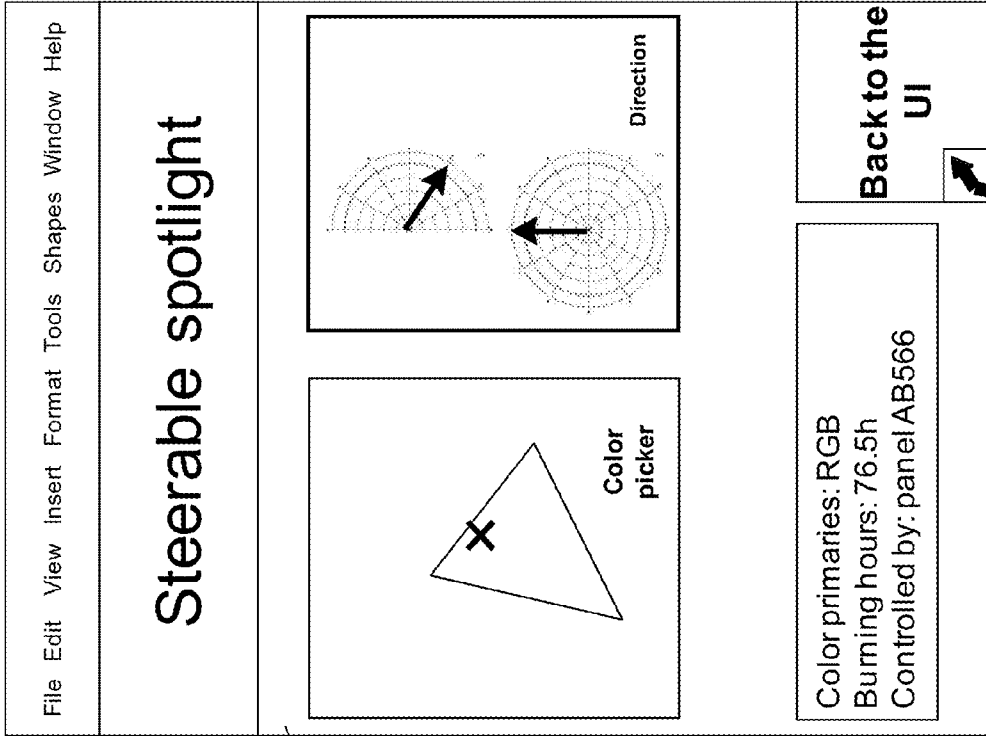 File Edit View Insert Format Tools Shapes Window Help
Steerable spotlight
Color
picker
Direction
Color primaries: RGB
Burning hours: 76.5h
Controlled by: panel AB566
Back to the
UI